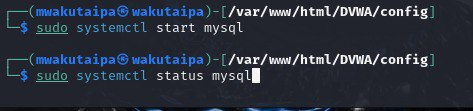 ┌──(mwakutaipa㉿wakutaipa)-[/var/www/html/DVWA/config]
└─$ sudo systemctl start mysql
┌──(mwakutaipa㉿wakutaipa)-[/var/www/html/DVWA/config]
└─$ sudo systemctl status mysql